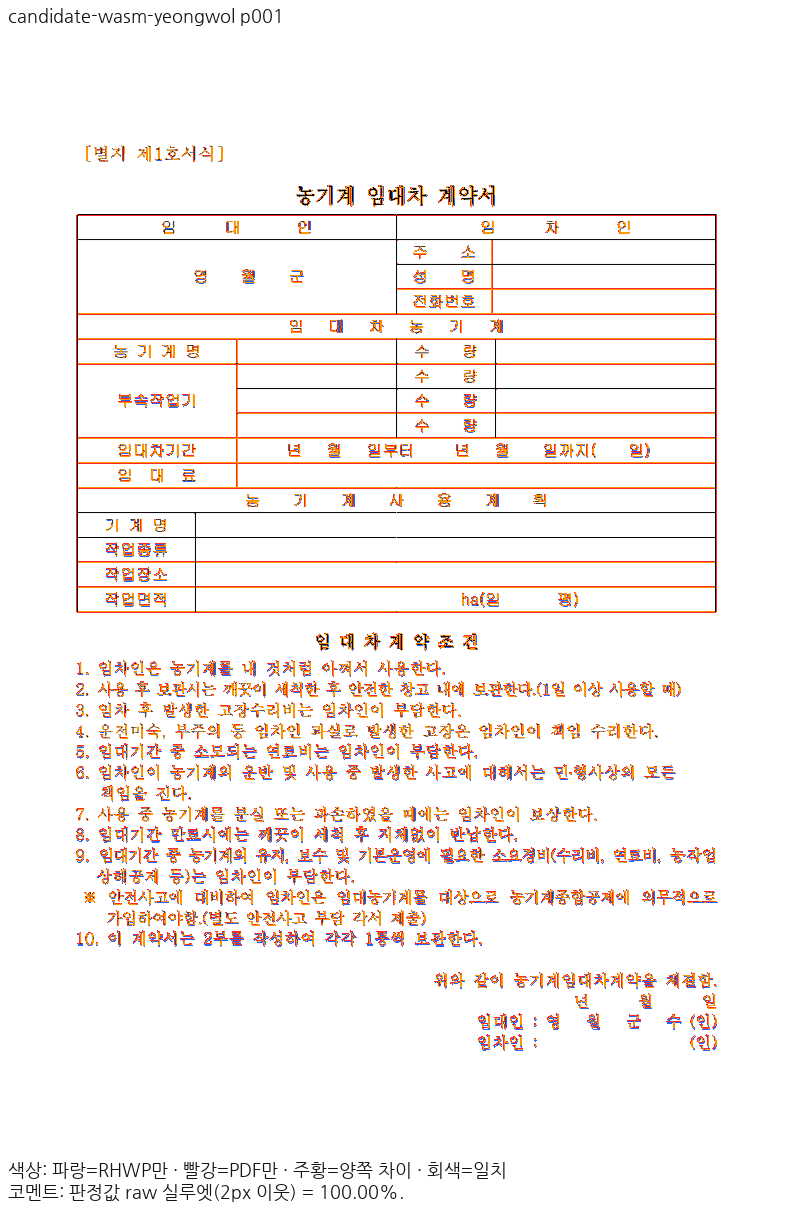 candidate-wasm-yeongwol p001
[별지 제1호서식]
농기계 임대차 계약서
임 대 인 임 차 인
영 월 군 주 소
성 명
전화번호
임 대 차 농 기 계
농 기 계 명 수 량
부속작업기 수 량
수 량
수 량
임대차기간 년 월 일부터 년 월 일까지( 일)
임 대 료
농 기 계 사 용 계 획
기 계 명
작업종류
작업장소
작업면적 ha(일 평)
임 대 차 계 약 조 건
1. 임차인은 농기계를 내 것처럼 아껴서 사용한다.
2. 사용 후 보관시는 깨끗이 세척한 후 안전한 창고 내에 보관한다.(1일 이상 사용할 때)
3. 임차 후 발생한 고장수리비는 임차인이 부담한다.
4. 운전미숙, 부주의 등 임차인 과실로 발생한 고장은 임차인이 책임 수리한다.
5. 임대기간 중 소모되는 연료비는 임차인이 부담한다.
6. 임차인이 농기계의 운반 및 사용 중 발생한 사고에 대해서는 민·형사상의 모든
책임을 진다.
7. 사용 중 농기계를 분실 또는 파손하였을 때에는 임차인이 보상한다.
8. 임대기간 만료시에는 깨끗이 세척 후 지체없이 반납한다.
9. 임대기간 중 농기계의 유지, 보수 및 기본운영에 필요한 소요경비(수리비, 연료비, 농작업
상해공제 등)는 임차인이 부담한다.
※ 안전사고에 대비하여 임차인은 임대농기계를 대상으로 농기계종합공제에 의무적으로
가입하여야함.(별도 안전사고 부담 각서 제출)
10. 이 계약서는 2부를 작성하여 각각 1통씩 보관한다.
위와 같이 농기계임대차계약을 체결함.
년 월 일
임대인 : 영 월 군 수 (인)
임차인 : (인)
색상: 파랑=RHWP만 · 빨강=PDF만 · 주황=양쪽 차이 · 회색=일치
코멘트: 판정값 raw 실루엣(2px 이웃) = 100.00%.